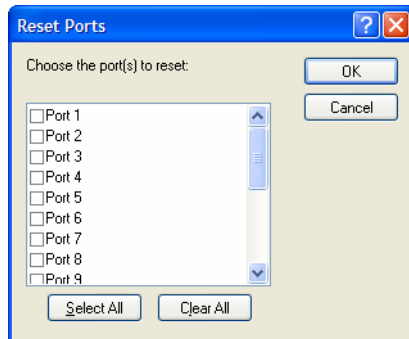 Reset Ports
Choose the port(s) to reset:
OK
Cancel
Port 1
Port 2
Port 3
Port 4
Port 5
Port 6
Port 7
Port 8
Port 9
Select All
Clear All